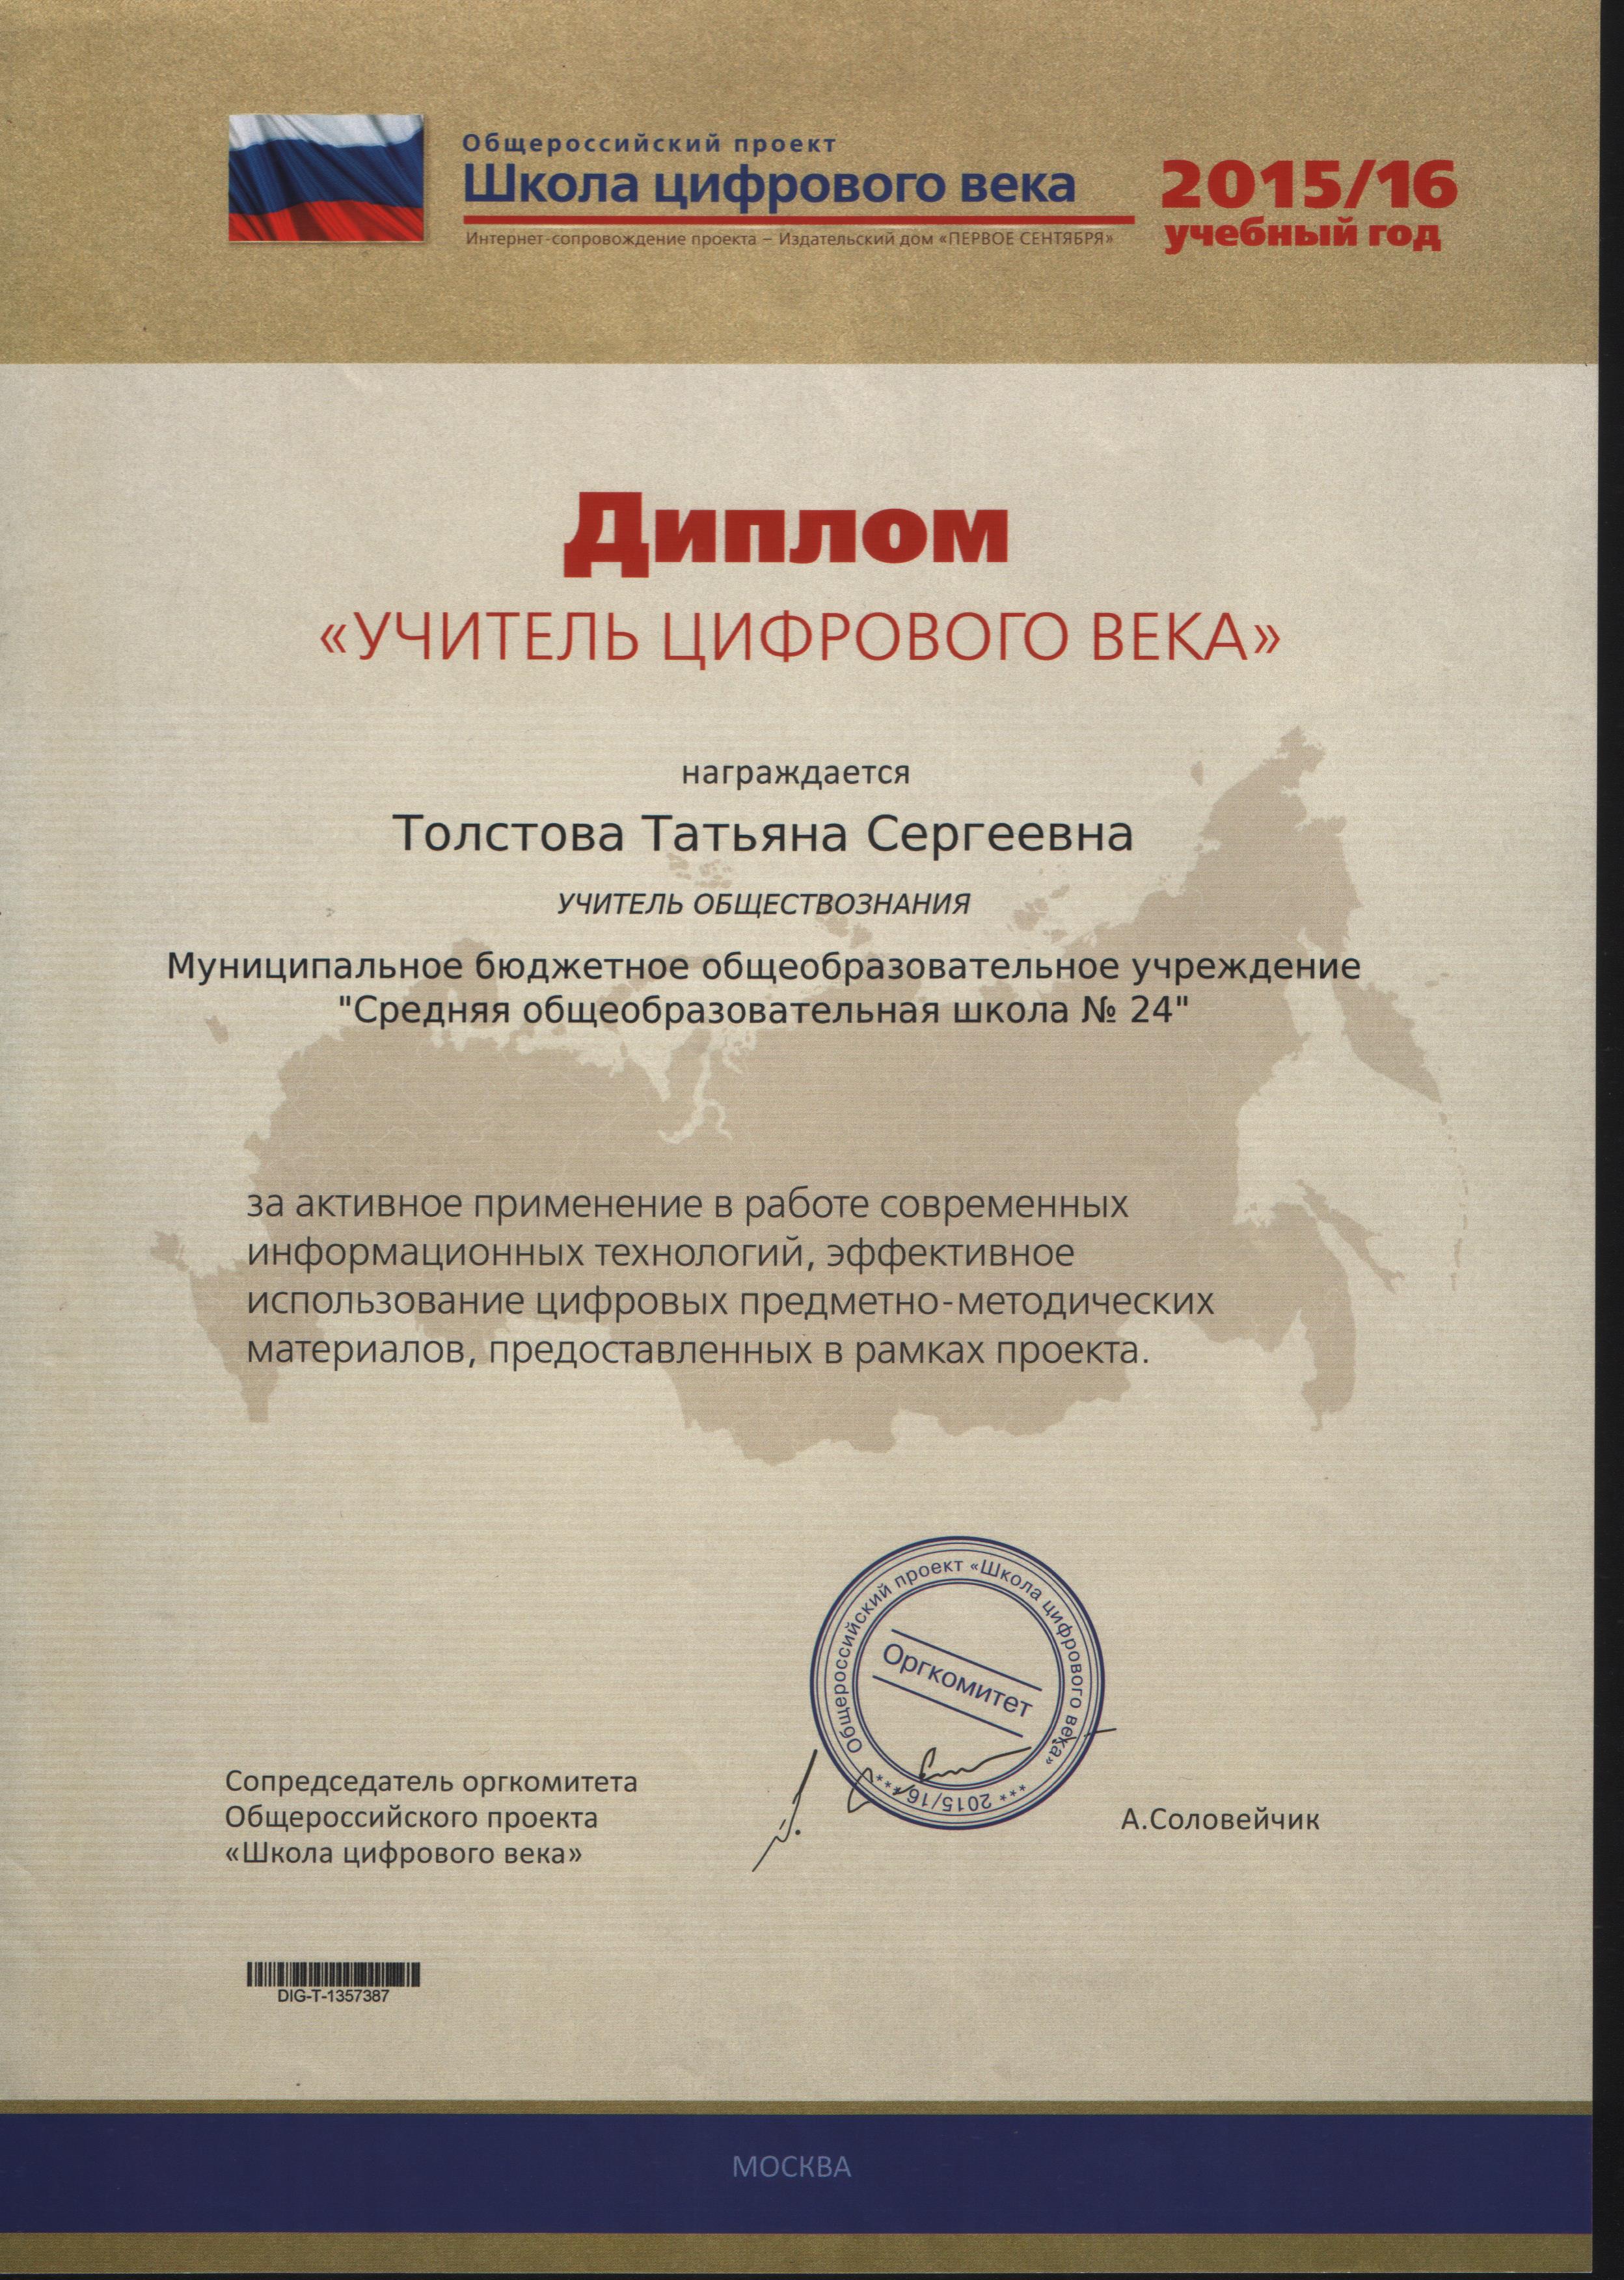 Общероссийский проект
Школа цифрового века
Интернет-сопровождение проекта – Издательский дом «ПЕРВОЕ СЕНТЯБРЯ»
2015/16
учебный год
Диплом
«УЧИТЕЛЬ ЦИФРОВОГО ВЕКА»
награждается
Толстова Татьяна Сергеевна
УЧИТЕЛЬ ОБЩЕСТВОЗНАНИЯ
Муниципальное бюджетное общеобразовательное учреждение
"Средняя общеобразовательная школа № 24"
за активное применение в работе современных
информационных технологий, эффективное
использование цифровых предметно-методических
материалов, предоставленных в рамках проекта.
Общероссийский проект «Школа цифрового века»
*** 2015/16 ***
Оргкомитет
Сопредседатель оргкомитета
Общероссийского проекта
«Школа цифрового века»
А.Соловейчик
DIG-T-1357387
МОСКВА